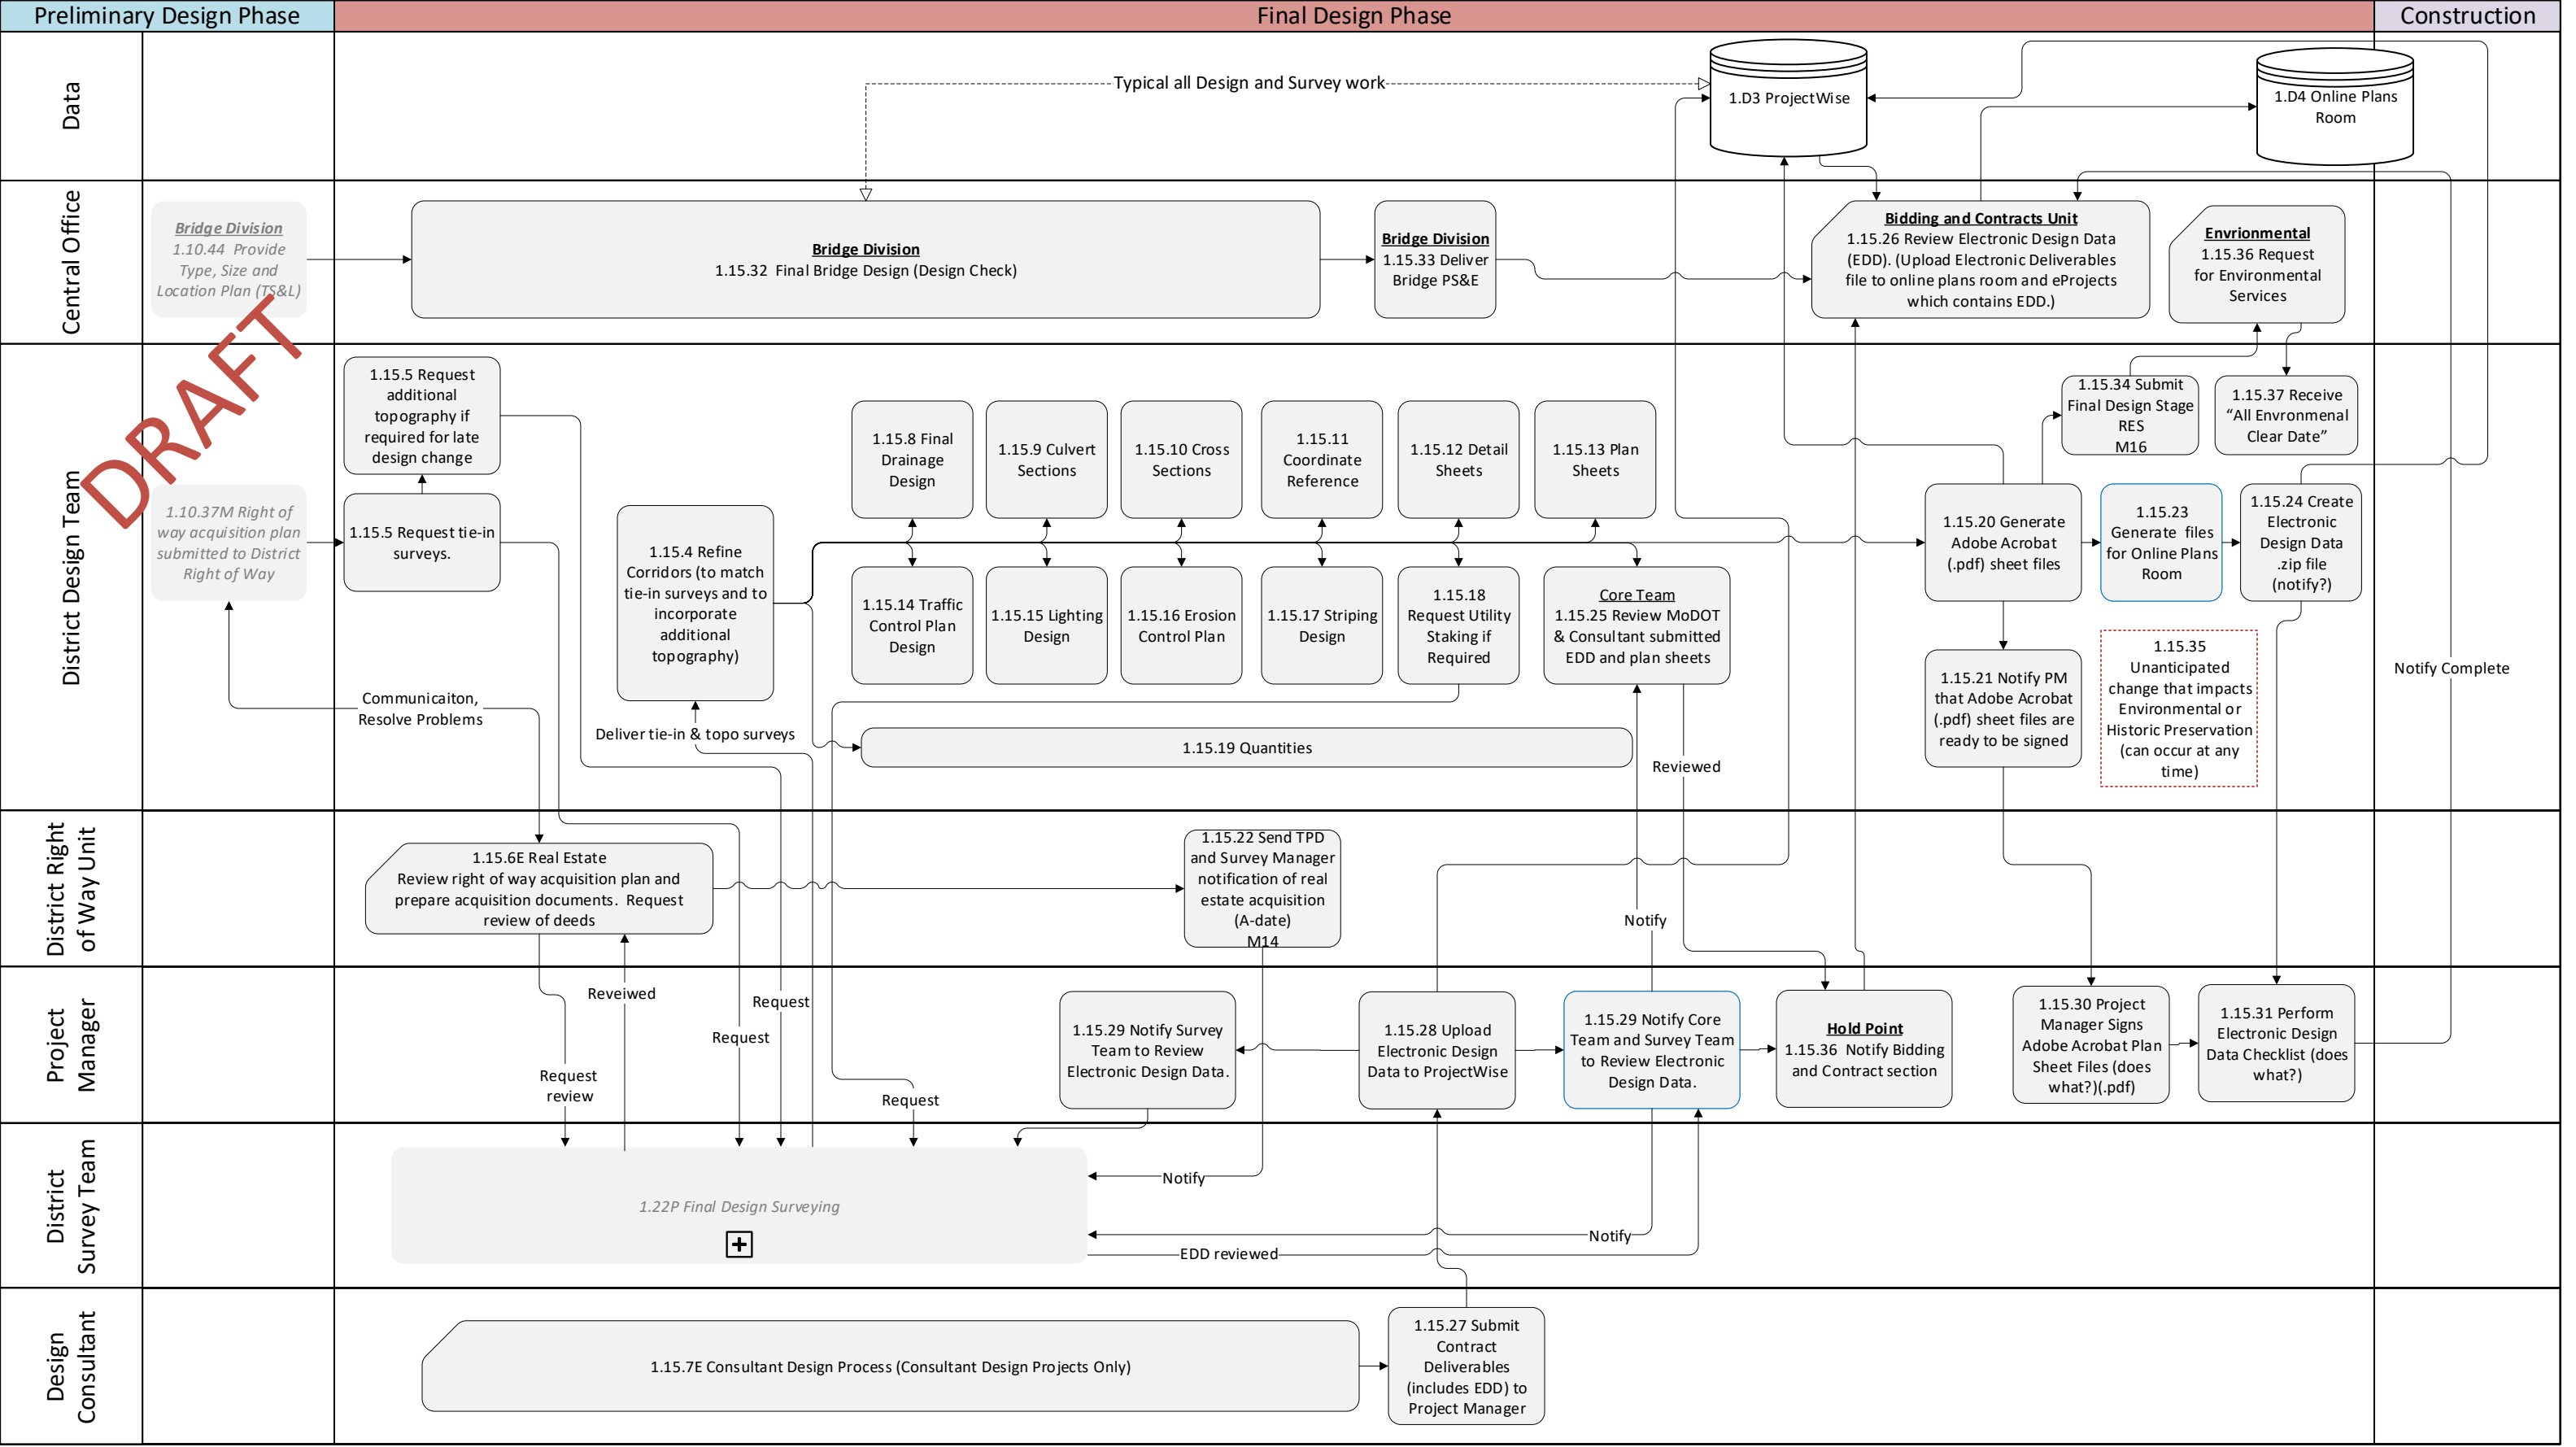 Preliminary Design Phase
Final Design Phase
Construction
Data
Typical all Design and Survey work
1.D3 ProjectWise
1.D4 Online Plans
Room
Central Office
Bridge Division
1.10.44 Provide
Type, Size and
Location Plan (TS&L)
Bridge Division
1.15.32 Final Bridge Design (Design Check)
Bridge Division
1.15.33 Deliver
Bridge PS&E
Bidding and Contracts Unit
1.15.26 Review Electronic Design Data
(EDD). (Upload Electronic Deliverables
file to online plans room and eProjects
which contains EDD.)
Envrionmental
1.15.36 Request
for Environmental
Services
DRAFT
District Design Team
1.10.37M Right of
way acquisition plan
submitted to District
Right of Way
1.15.5 Request
additional
topography if
required for late
design change
1.15.5 Request tie-in
surveys.
Communicaiton,
Resolve Problems
1.15.4 Refine
Corridors (to match
tie-in surveys and to
incorporate
additional
topography)
Deliver tie-in & topo surveys
1.15.8 Final
Drainage
Design
1.15.9 Culvert
Sections
1.15.10 Cross
Sections
1.15.11
Coordinate
Reference
1.15.12 Detail
Sheets
1.15.13 Plan
Sheets
1.15.14 Traffic
Control Plan
Design
1.15.15 Lighting
Design
1.15.16 Erosion
Control Plan
1.15.17 Striping
Design
1.15.18
Request Utility
Staking if
Required
Core Team
1.15.25 Review MoDOT
& Consultant submitted
EDD and plan sheets
1.15.19 Quantities
Reviewed
1.15.34 Submit
Final Design Stage
RES
M16
1.15.37 Receive
“All Envronmenal
Clear Date”
1.15.20 Generate
Adobe Acrobat
(.pdf) sheet files
1.15.23
Generate files
for Online Plans
Room
1.15.24 Create
Electronic
Design Data
.zip file
(notify?)
1.15.21 Notify PM
that Adobe Acrobat
(.pdf) sheet files are
ready to be signed
1.15.35
Unanticipated
change that impacts
Environmental or
Historic Preservation
(can occur at any
time)
Notify Complete
District Right
of Way Unit
1.15.6E Real Estate
Review right of way acquisition plan and
prepare acquisition documents. Request
review of deeds
1.15.22 Send TPD
and Survey Manager
notification of real
estate acquisition
(A-date)
M14
Notify
Project
Manager
Request
review
Reveiwed
Request
Request
Request
1.15.29 Notify Survey
Team to Review
Electronic Design Data.
1.15.28 Upload
Electronic Design
Data to ProjectWise
1.15.29 Notify Core
Team and Survey Team
to Review Electronic
Design Data.
Hold Point
1.15.36 Notify Bidding
and Contract section
1.15.30 Project
Manager Signs
Adobe Acrobat Plan
Sheet Files (does
what?)(.pdf)
1.15.31 Perform
Electronic Design
Data Checklist (does
what?)
District
Survey Team
1.22P Final Design Surveying
Notify
Notify
EDD reviewed
Design
Consultant
1.15.7E Consultant Design Process (Consultant Design Projects Only)
1.15.27 Submit
Contract
Deliverables
(includes EDD) to
Project Manager